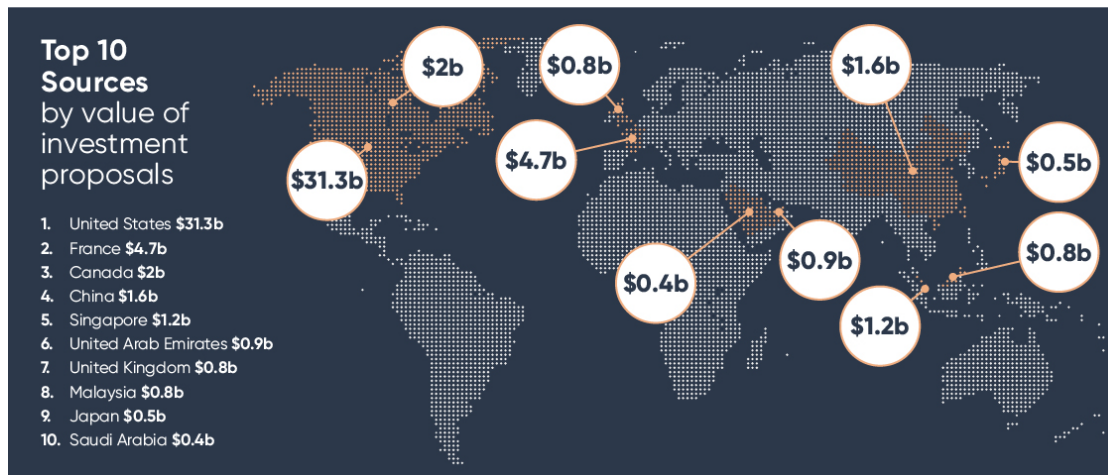 Top 10
Sources
by value of
investment
proposals
1. United States $31.3b
2. France $4.7b
3. Canada $2b
4. China $1.6b
5. Singapore $1.2b
6. United Arab Emirates $0.9b
7. United Kingdom $0.8b
8. Malaysia $0.8b
9. Japan $0.5b
10. Saudi Arabia $0.4b
$2b
$0.8b
$1.6b
$4.7b
$0.5b
$31.3b
$0.8b
$0.9b
$0.4b
$1.2b